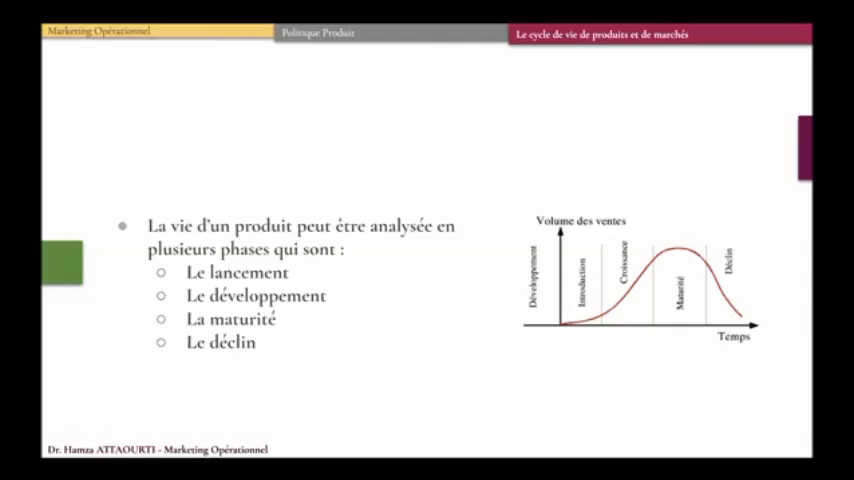 Marketing Opérationnel
Politique Produit
Le cycle de vie de produits et de marchés
La vie d'un produit peut être analysée en
plusieurs phases qui sont :
Le lancement
Le développement
La maturité
Le déclin
Volume des ventes
Développement
Introduction
Croissance
Maturité
Déclin
Temps
Dr. Hamza ATTAOURTI - Marketing Opérationnel